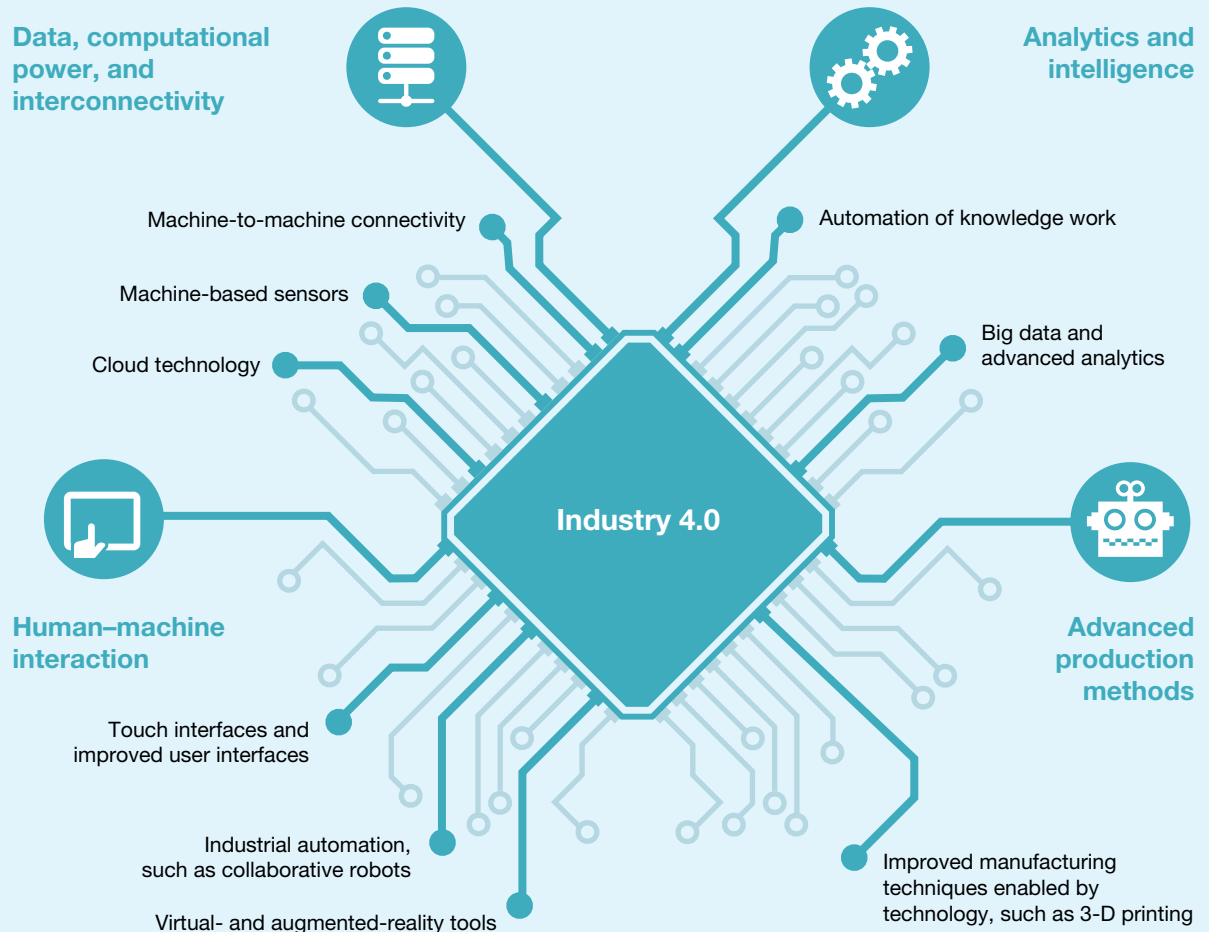 Data, computational
power, and
interconnectivity
Analytics and
intelligence
Machine-to-machine connectivity
Automation of knowledge work
Machine-based sensors
Big data and
advanced analytics
Cloud technology
Industry 4.0
Human–machine
interaction
Advanced
production
methods
Touch interfaces and
improved user interfaces
Industrial automation,
such as collaborative robots
Improved manufacturing
techniques enabled by
technology, such as 3-D printing
Virtual- and augmented-reality tools